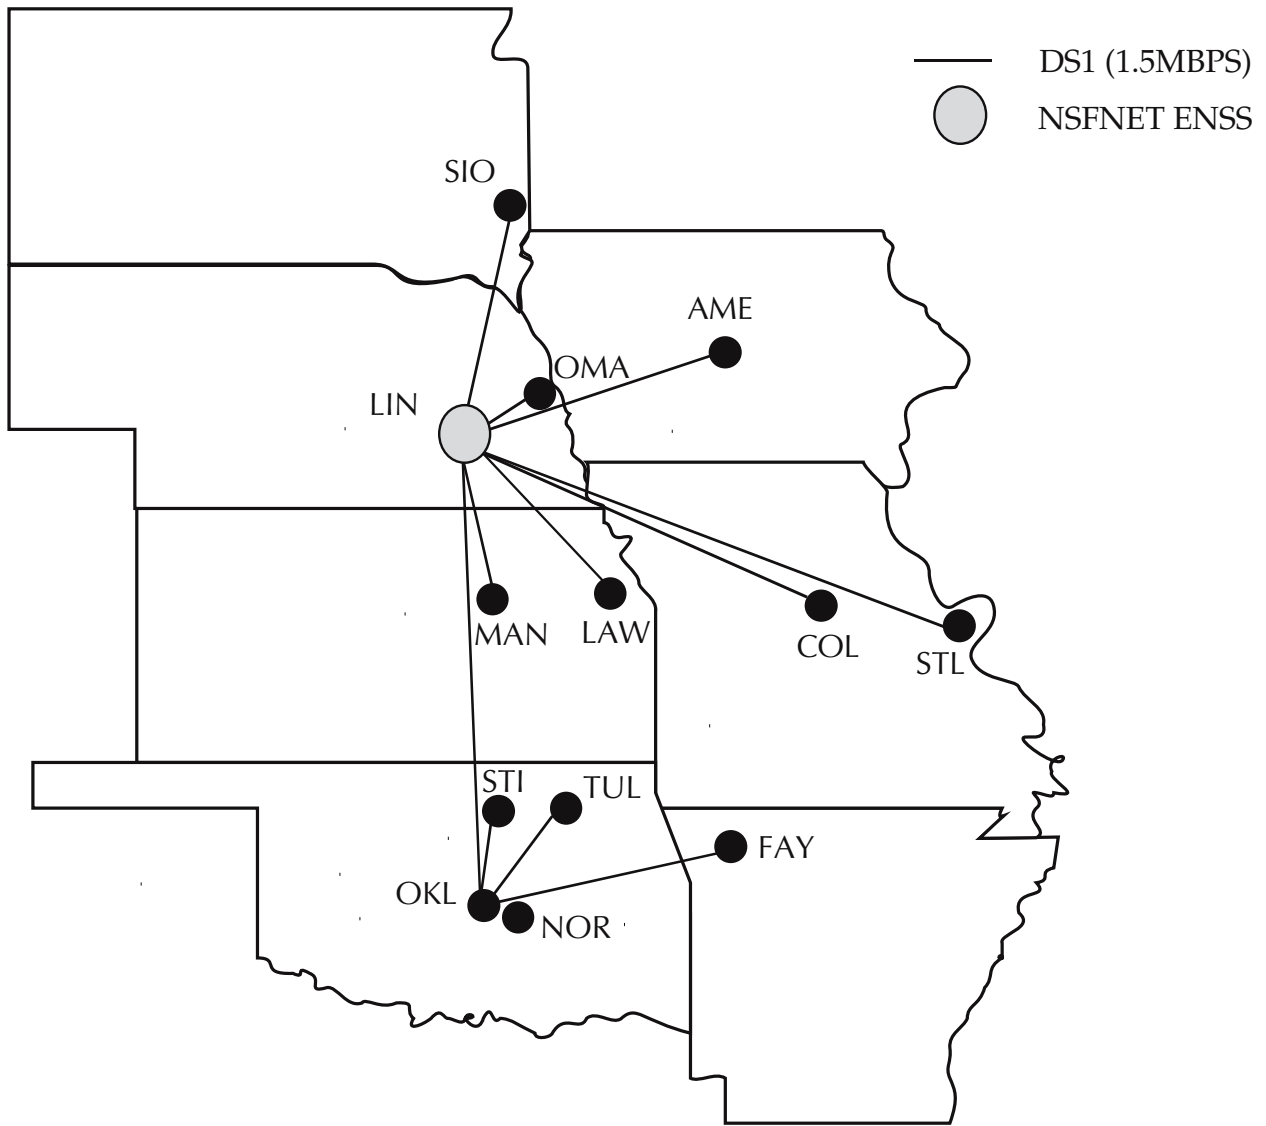 DS1 (1.5MBPS)
NSFNET ENSS
SIO
AME
OMA
LIN
MAN
LAW
COL
STL
STI
TUL
FAY
OKL
NOR